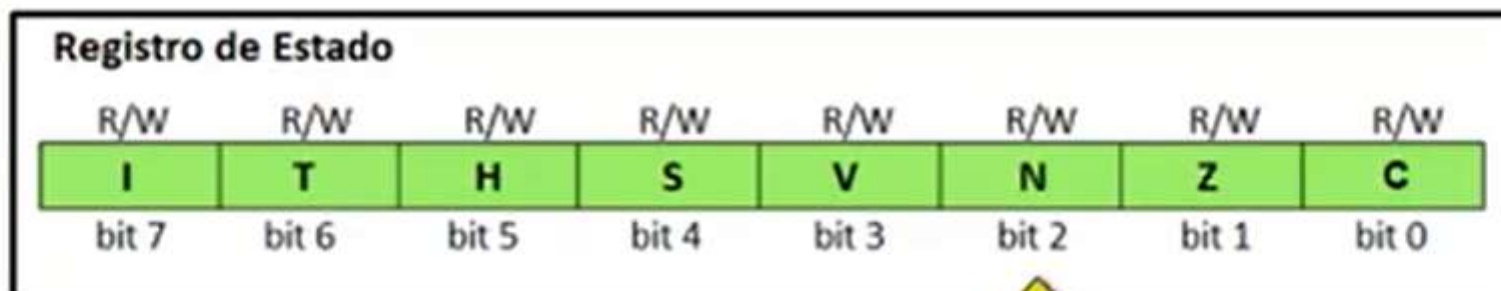 Registro de Estado
R/W R/W R/W R/W R/W R/W R/W R/W
I T H S V N Z C
bit 7 bit 6 bit 5 bit 4 bit 3 bit 2 bit 1 bit 0